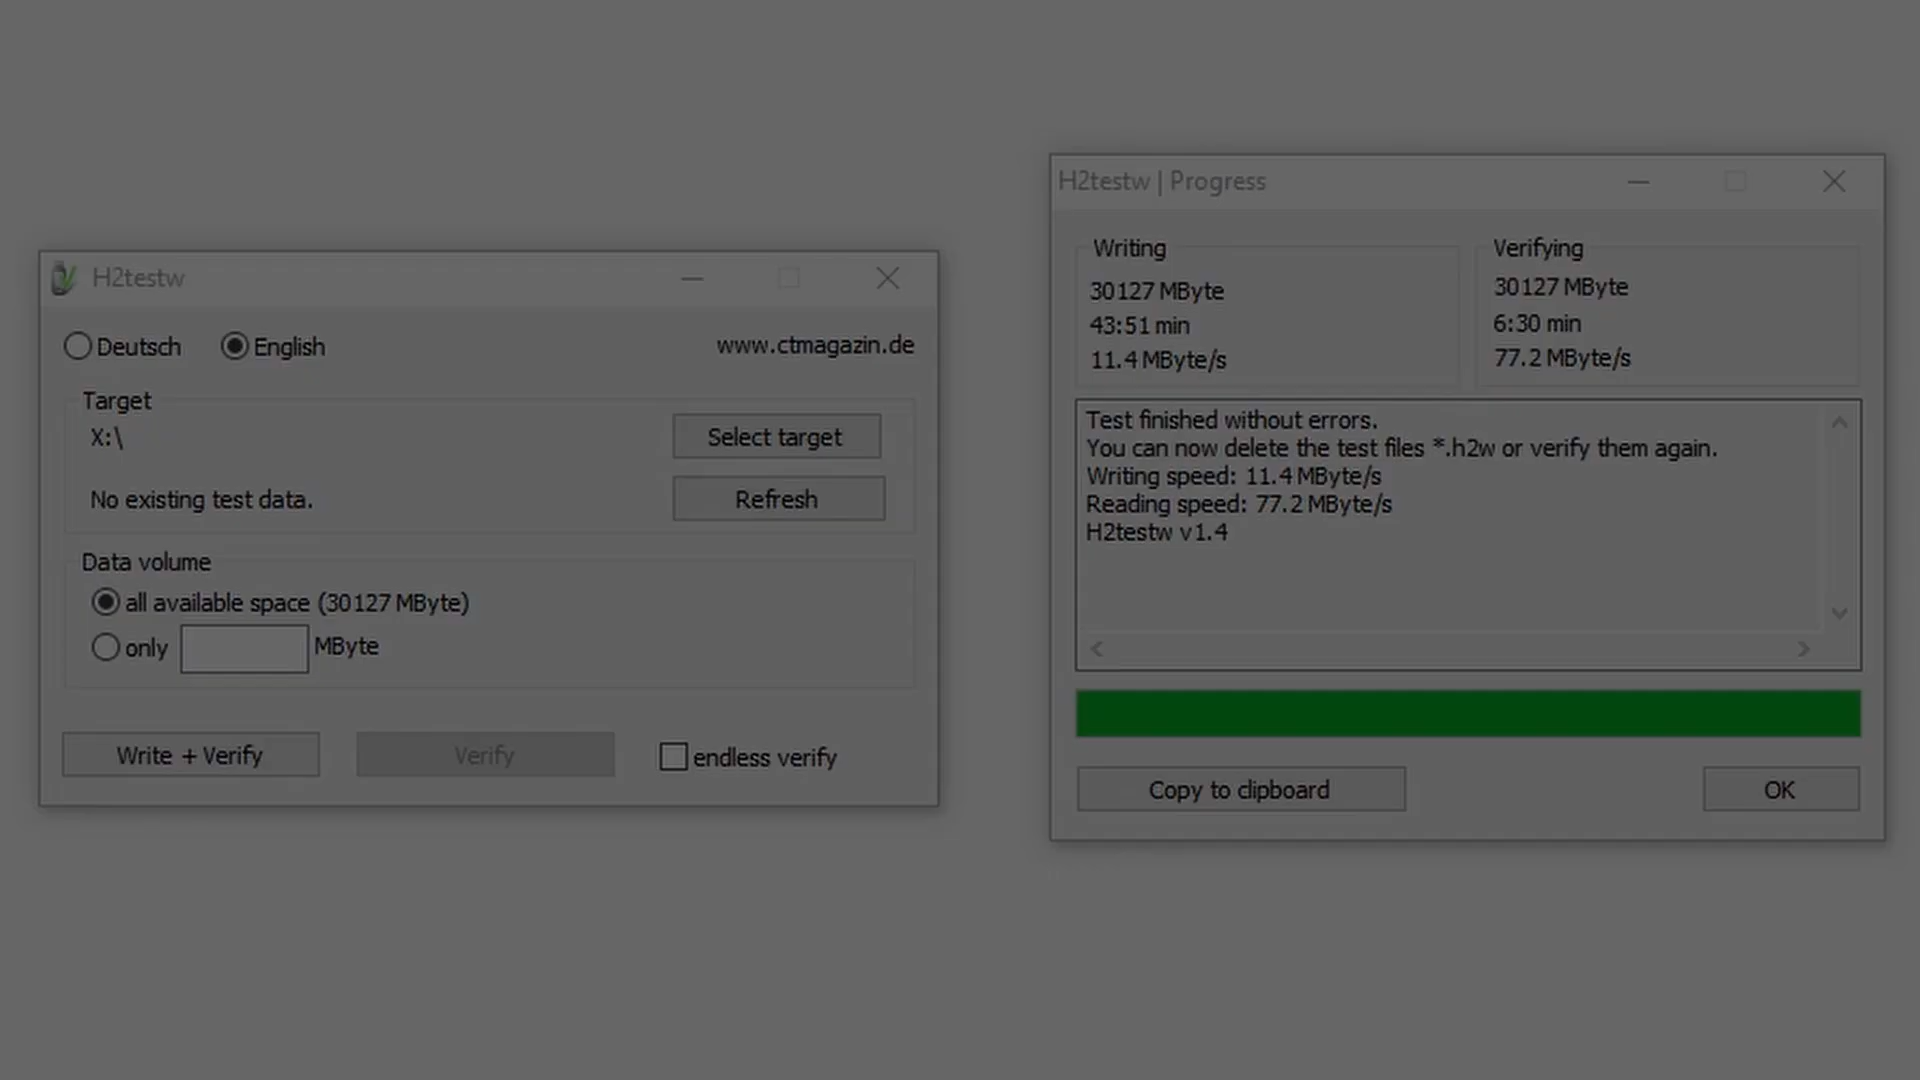 H2testw
Deutsch English www.ctmagazin.de
Target
X:\ Select target
No existing test data. Refresh
Data volume
all available space (30127 MByte)
only MByte
Write + Verify Verify endless verify
H2testw | Progress
Writing
30127 MByte
43:51 min
11.4 MByte/s
Verifying
30127 MByte
6:30 min
77.2 MByte/s
Test finished without errors.
You can now delete the test files *.h2w or verify them again.
Writing speed: 11.4 MByte/s
Reading speed: 77.2 MByte/s
H2testw v1.4
Copy to clipboard OK